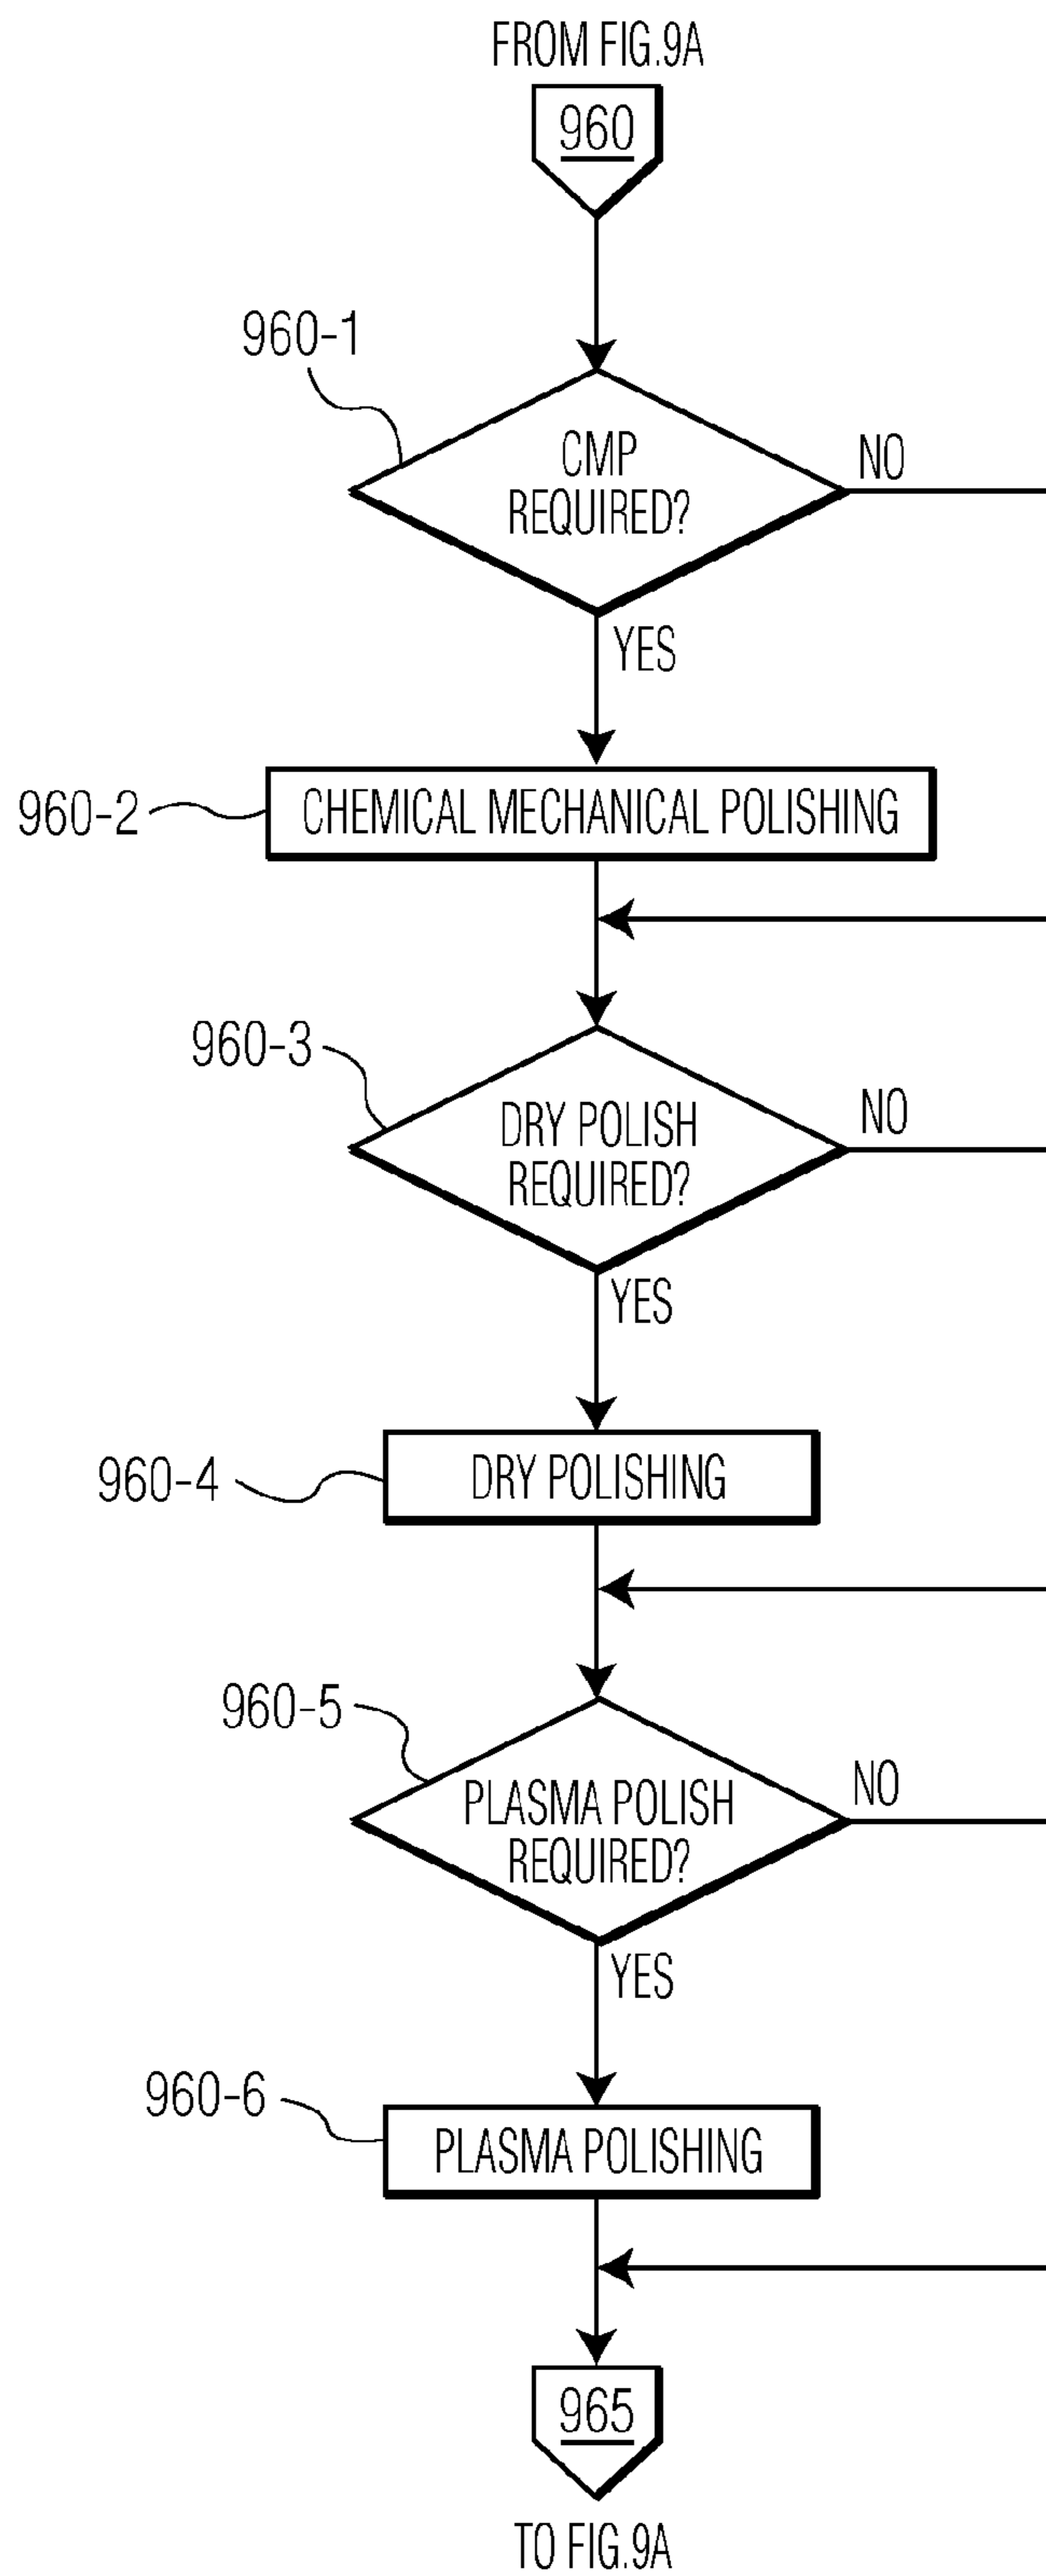 FROM FIG.9A
960
960-1
CMP
REQUIRED?
NO
YES
960-2
CHEMICAL MECHANICAL POLISHING
960-3
DRY POLISH
REQUIRED?
NO
YES
960-4
DRY POLISHING
960-5
PLASMA POLISH
REQUIRED?
NO
YES
960-6
PLASMA POLISHING
965
TO FIG.9A